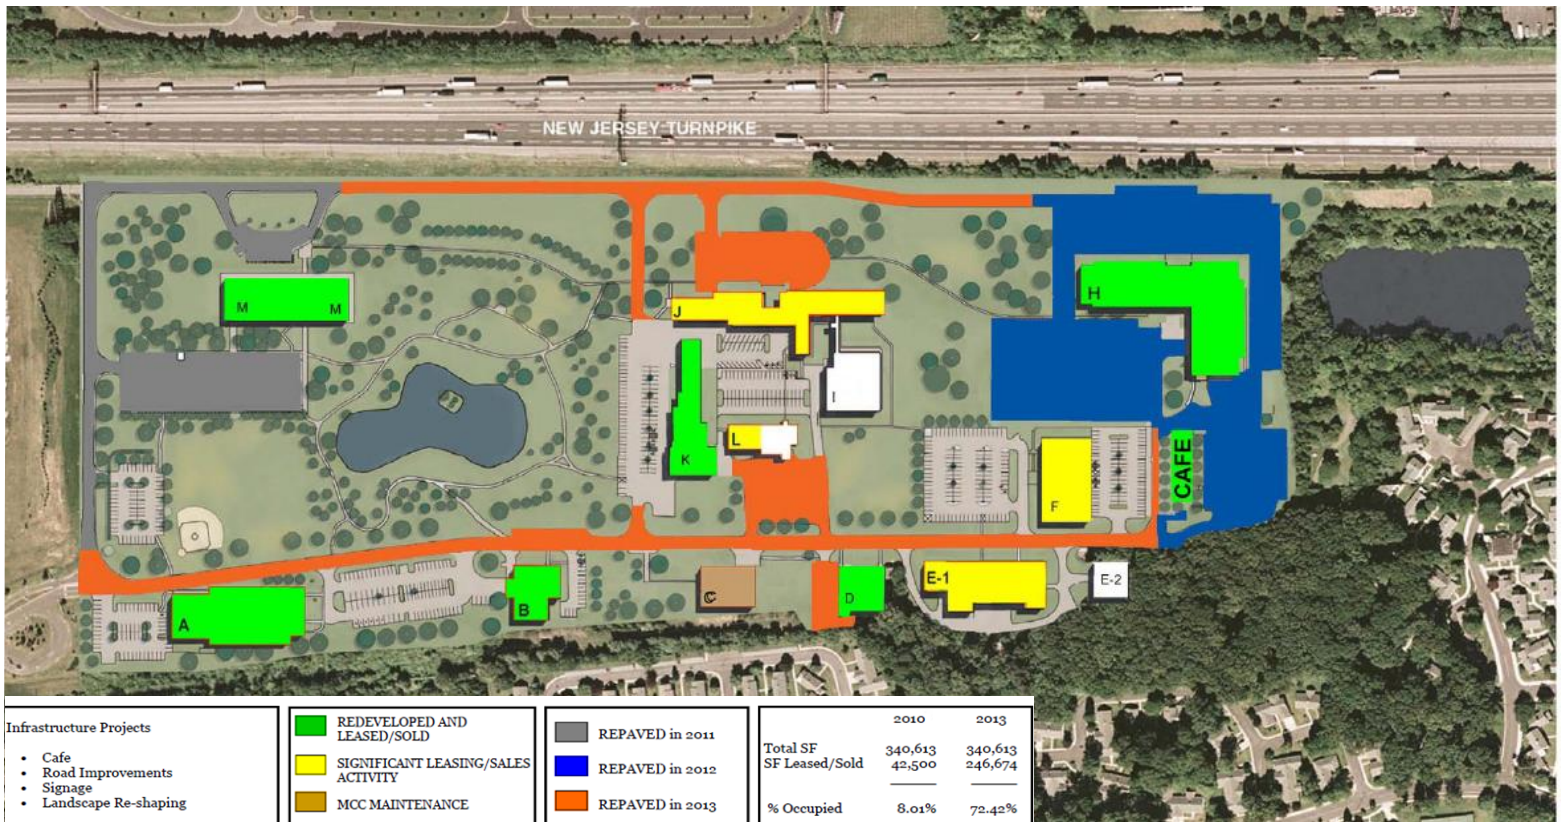 NEW JERSEY TURNPIKE
M
M
H
J
I
L
K
CAFE
F
E-1
E-2
A
B
C
D
Infrastructure Projects
• Cafe
• Road Improvements
• Signage
• Landscape Re-shaping
REDEVELOPED AND
LEASED/SOLD
SIGNIFICANT LEASING/SALES
ACTIVITY
MCC MAINTENANCE
REPAVED in 2011
REPAVED in 2012
REPAVED in 2013
2010 2013
Total SF 340,613 340,613
SF Leased/Sold 42,500 246,674
% Occupied 8.01% 72.42%